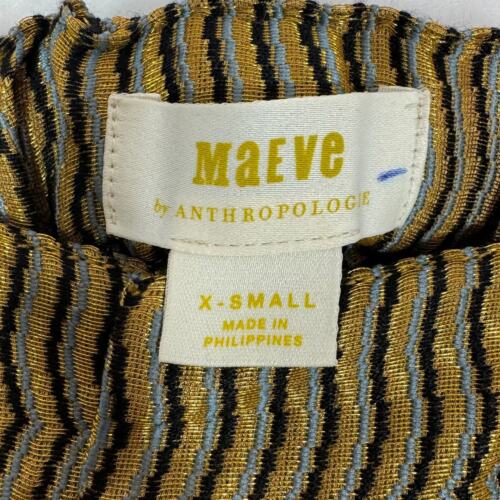 MaEve
by ANTHROPOLOGIE
X-SMALL
MADE IN
PHILIPPINES